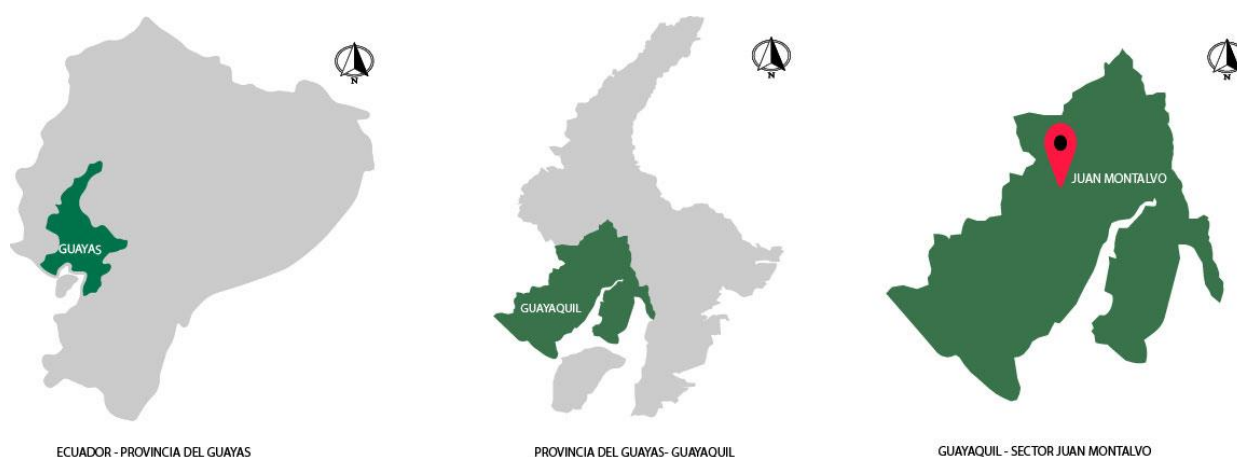 N
N
N
GUAYAS
GUAYAQUIL
JUAN MONTALVO
ECUADOR - PROVINCIA DEL GUAYAS
PROVINCIA DEL GUAYAS- GUAYAQUIL
GUAYAQUIL - SECTOR JUAN MONTALVO